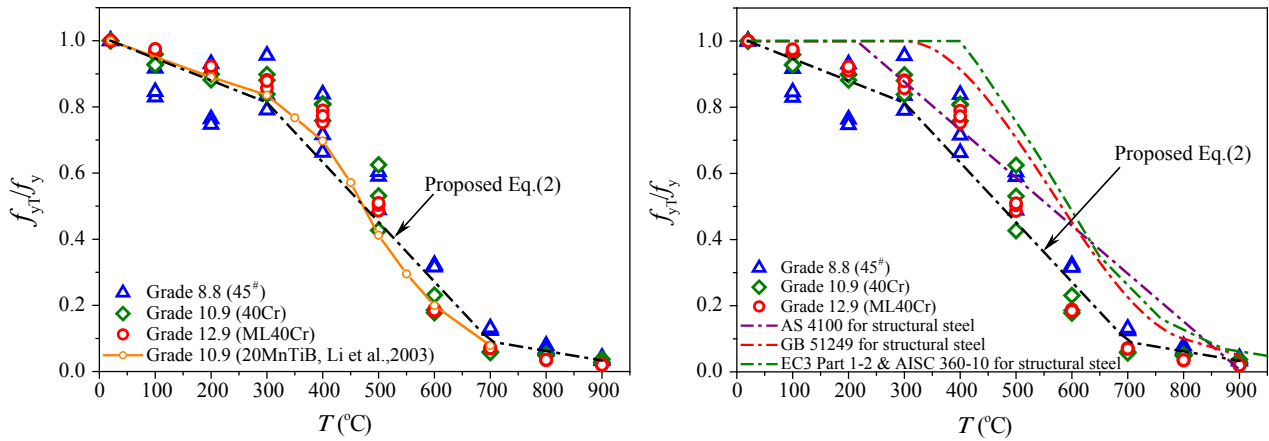 1.0
0.8
0.6
0.4
0.2
0.0
fyT/fy
Proposed Eq.(2)
Grade 8.8 (45#)
Grade 10.9 (40Cr)
Grade 12.9 (ML40Cr)
Grade 10.9 (20MnTiB, Li et al.,2003)
0 100 200 300 400 500 600 700 800 900
T (°C)
1.0
0.8
0.6
0.4
0.2
0.0
fyT/fy
Proposed Eq.(2)
Grade 8.8 (45#)
Grade 10.9 (40Cr)
Grade 12.9 (ML40Cr)
AS 4100 for structural steel
GB 51249 for structural steel
EC3 Part 1-2 & AISC 360-10 for structural steel
0 100 200 300 400 500 600 700 800 900
T (°C)